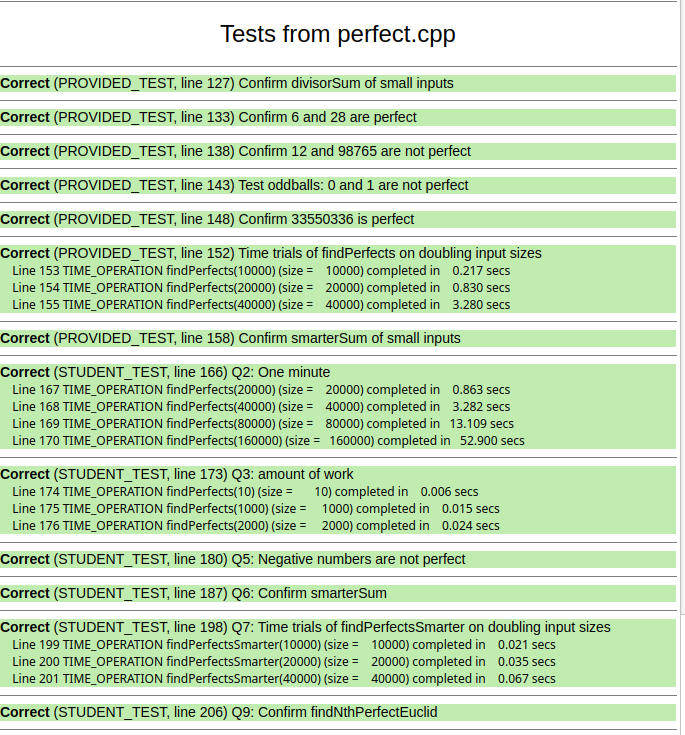 Tests from perfect.cpp
Correct (PROVIDED_TEST, line 127) Confirm divisorSum of small inputs
Correct (PROVIDED_TEST, line 133) Confirm 6 and 28 are perfect
Correct (PROVIDED_TEST, line 138) Confirm 12 and 98765 are not perfect
Correct (PROVIDED_TEST, line 143) Test oddballs: 0 and 1 are not perfect
Correct (PROVIDED_TEST, line 148) Confirm 33550336 is perfect
Correct (PROVIDED_TEST, line 152) Time trials of findPerfects on doubling input sizes
Line 153 TIME_OPERATION findPerfects(10000) (size = 10000) completed in 0.217 secs
Line 154 TIME_OPERATION findPerfects(20000) (size = 20000) completed in 0.830 secs
Line 155 TIME_OPERATION findPerfects(40000) (size = 40000) completed in 3.280 secs
Correct (PROVIDED_TEST, line 158) Confirm smarterSum of small inputs
Correct (STUDENT_TEST, line 166) Q2: One minute
Line 167 TIME_OPERATION findPerfects(20000) (size = 20000) completed in 0.863 secs
Line 168 TIME_OPERATION findPerfects(40000) (size = 40000) completed in 3.282 secs
Line 169 TIME_OPERATION findPerfects(80000) (size = 80000) completed in 13.109 secs
Line 170 TIME_OPERATION findPerfects(160000) (size = 160000) completed in 52.900 secs
Correct (STUDENT_TEST, line 173) Q3: amount of work
Line 174 TIME_OPERATION findPerfects(10) (size = 10) completed in 0.006 secs
Line 175 TIME_OPERATION findPerfects(1000) (size = 1000) completed in 0.015 secs
Line 176 TIME_OPERATION findPerfects(2000) (size = 2000) completed in 0.024 secs
Correct (STUDENT_TEST, line 180) Q5: Negative numbers are not perfect
Correct (STUDENT_TEST, line 187) Q6: Confirm smarterSum
Correct (STUDENT_TEST, line 198) Q7: Time trials of findPerfectsSmarter on doubling input sizes
Line 199 TIME_OPERATION findPerfectsSmarter(10000) (size = 10000) completed in 0.021 secs
Line 200 TIME_OPERATION findPerfectsSmarter(20000) (size = 20000) completed in 0.035 secs
Line 201 TIME_OPERATION findPerfectsSmarter(40000) (size = 40000) completed in 0.067 secs
Correct (STUDENT_TEST, line 206) Q9: Confirm findNthPerfectEuclid